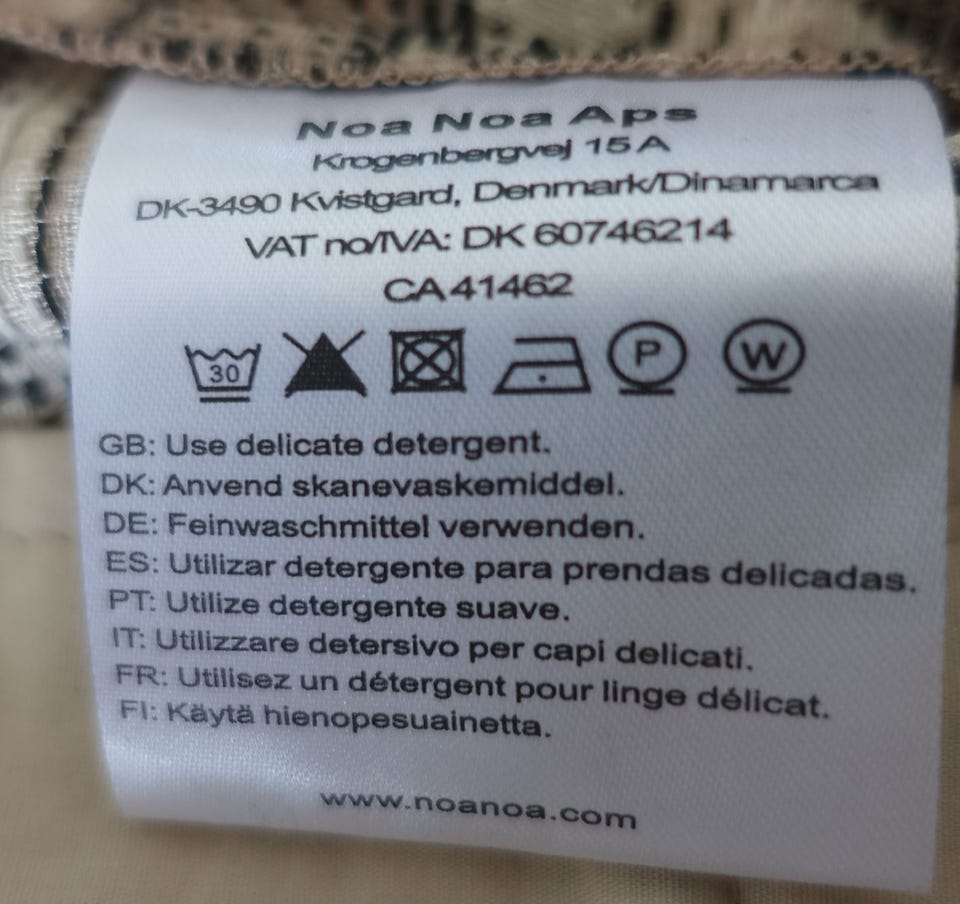 Noa Noa Aps
Krogenbergvej 15 A
DK-3490 Kvistgard, Denmark/Dinamarca
VAT no/IVA: DK 60746214
CA 41462
30 P W
GB: Use delicate detergent.
DK: Anvend skanevaskemiddel.
DE: Feinwaschmittel verwenden.
ES: Utilizar detergente para prendas delicadas.
PT: Utilize detergente suave.
IT: Utilizzare detersivo per capi delicati.
FR: Utilisez un détergent pour linge délicat.
FI: Käytä hienopesuainetta.
www.noanoa.com